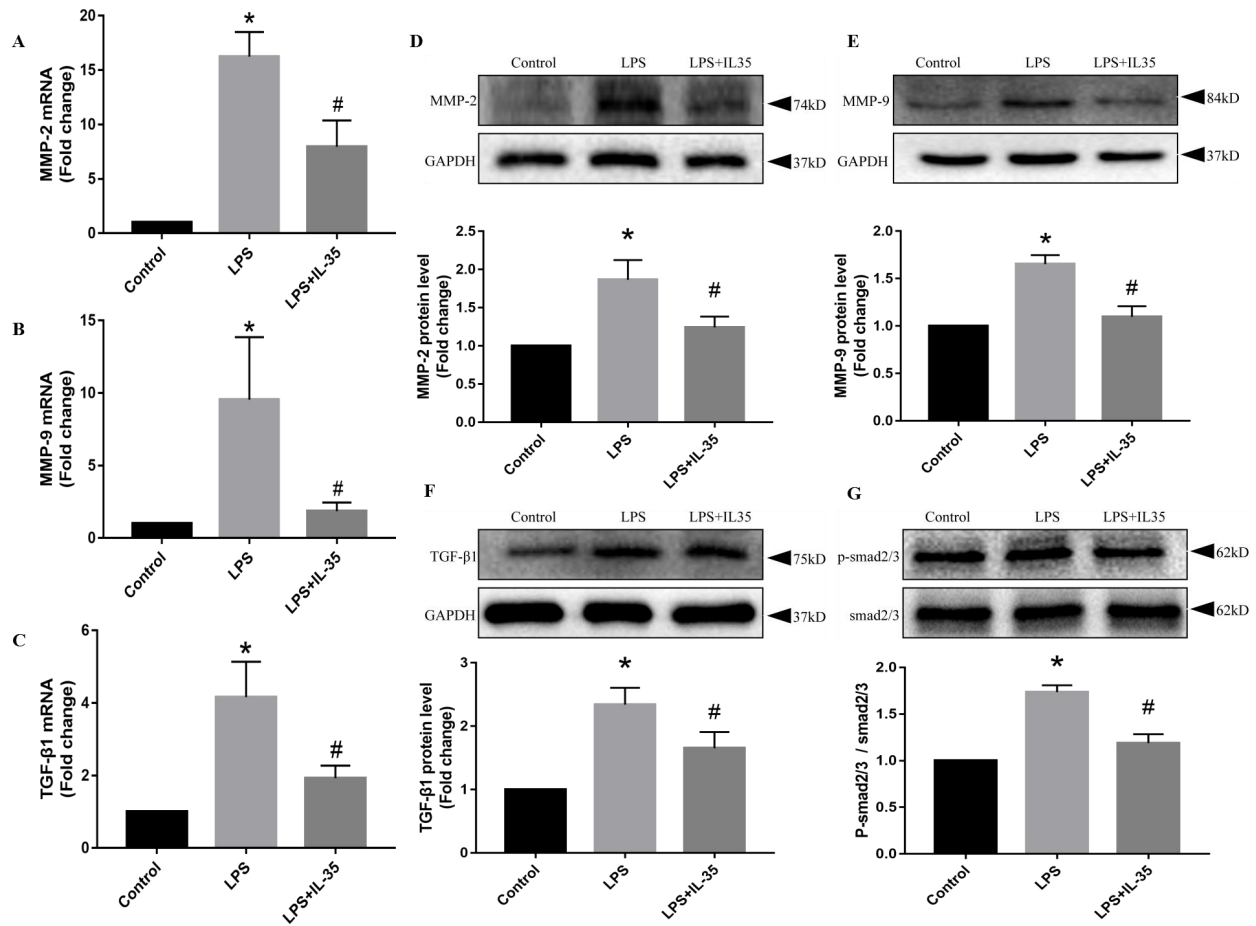 A
MMP-2 mRNA
(Fold change)
20
15
10
5
0
*
#
Control
LPS
LPS+IL-35
B
MMP-9 mRNA
(Fold change)
15
10
5
0
*
#
Control
LPS
LPS+IL-35
C
TGF-β1 mRNA
(Fold change)
6
4
2
0
*
#
Control
LPS
LPS+IL-35
D
Control LPS LPS+IL35
MMP-2 74kD
GAPDH 37kD
MMP-2 protein level
(Fold change)
2.5
2.0
1.5
1.0
0.5
0.0
*
#
Control
LPS
LPS+IL-35
E
Control LPS LPS+IL35
MMP-9 84kD
GAPDH 37kD
MMP-9 protein level
(Fold change)
2.0
1.5
1.0
0.5
0.0
*
#
Control
LPS
LPS+IL-35
F
Control LPS LPS+IL35
TGF-β1 75kD
GAPDH 37kD
TGF-β1 protein level
(Fold change)
3
2
1
0
*
#
Control
LPS
LPS+IL-35
G
Control LPS LPS+IL35
p-smad2/3 62kD
smad2/3 62kD
P-smad2/3 / smad2/3
2.0
1.5
1.0
0.5
0.0
*
#
Control
LPS
LPS+IL-35